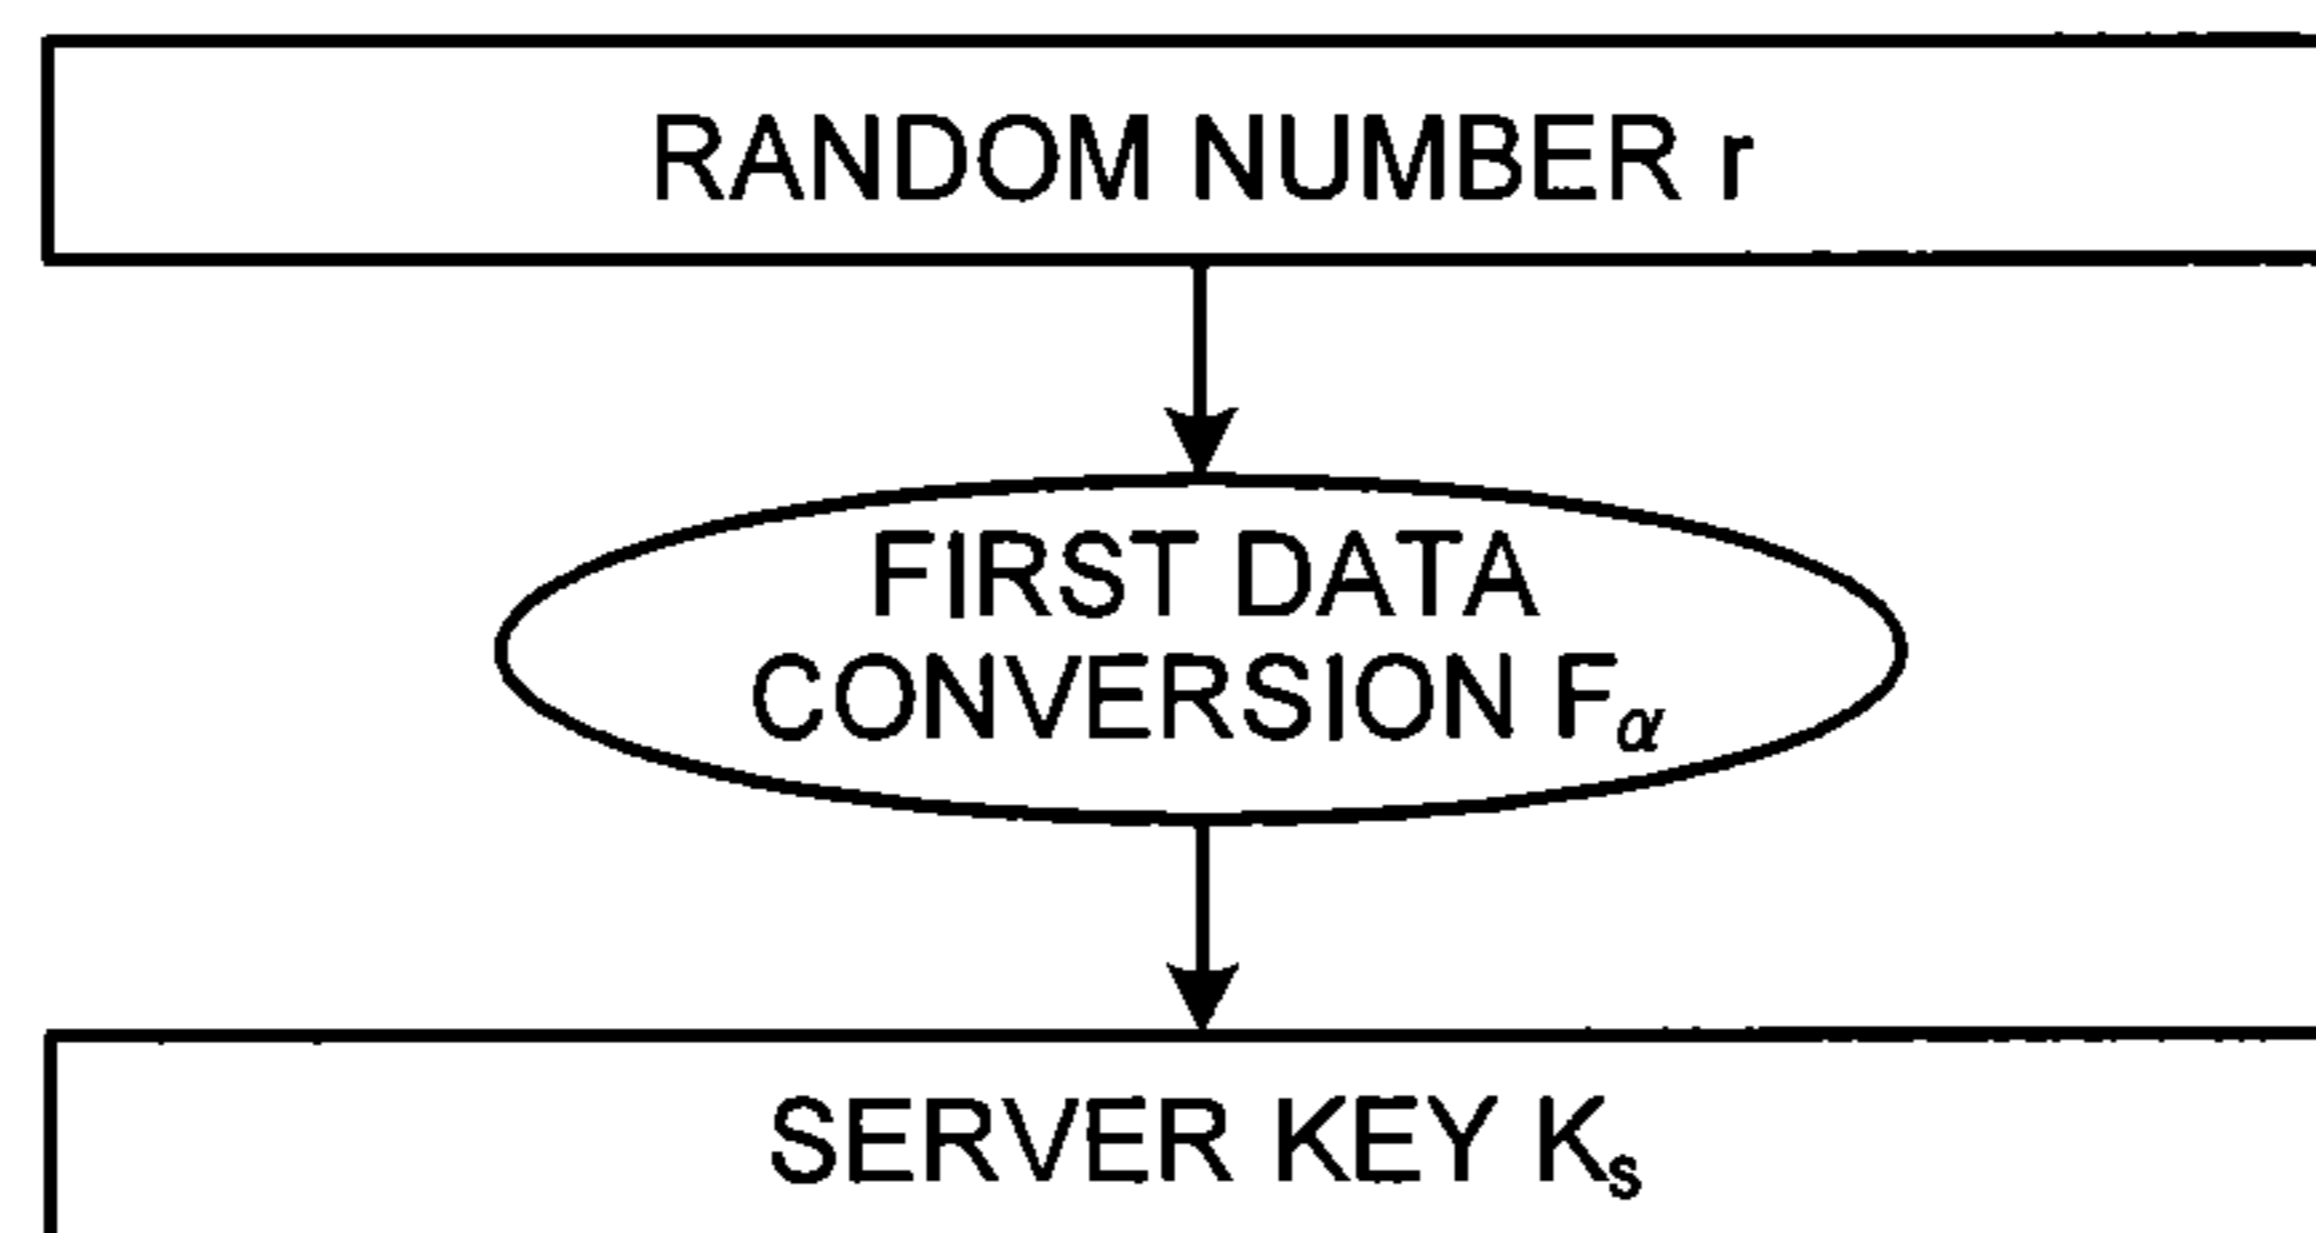 RANDOM NUMBER r
FIRST DATA
CONVERSION Fα
SERVER KEY Ks